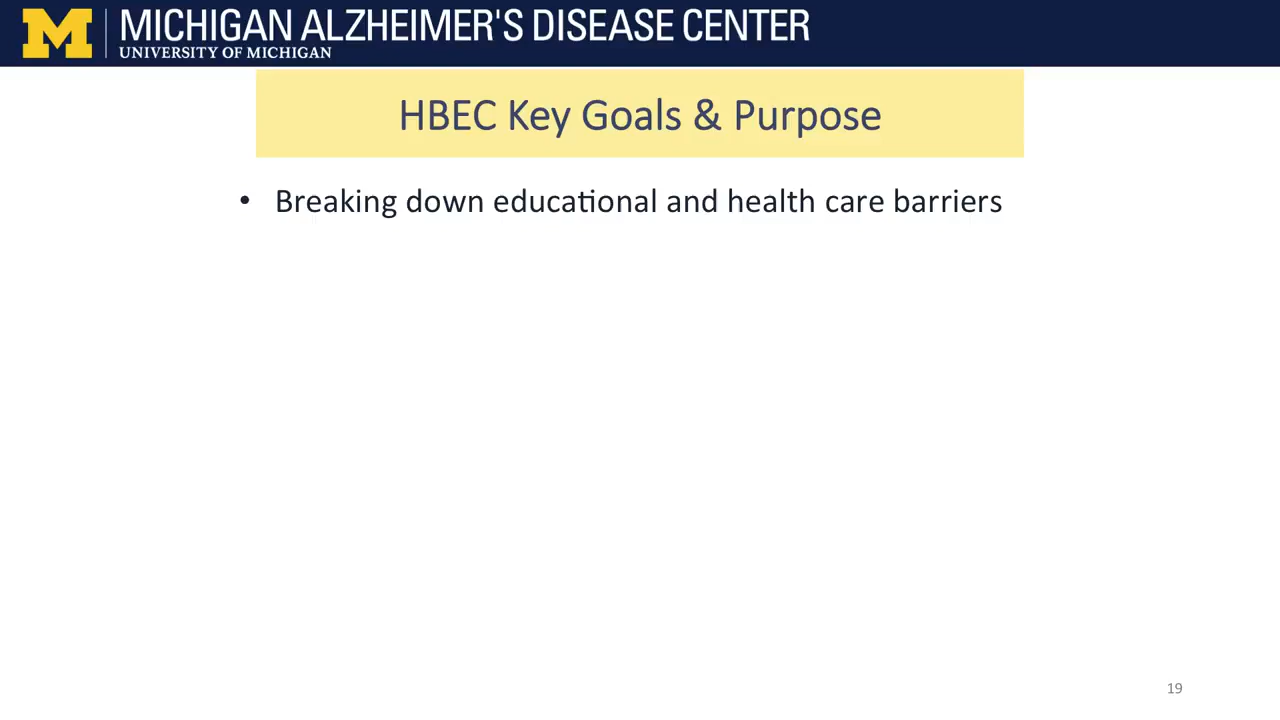 M
MICHIGAN ALZHEIMER'S DISEASE CENTER
UNIVERSITY OF MICHIGAN
HBEC Key Goals & Purpose
• Breaking down educational and health care barriers
19